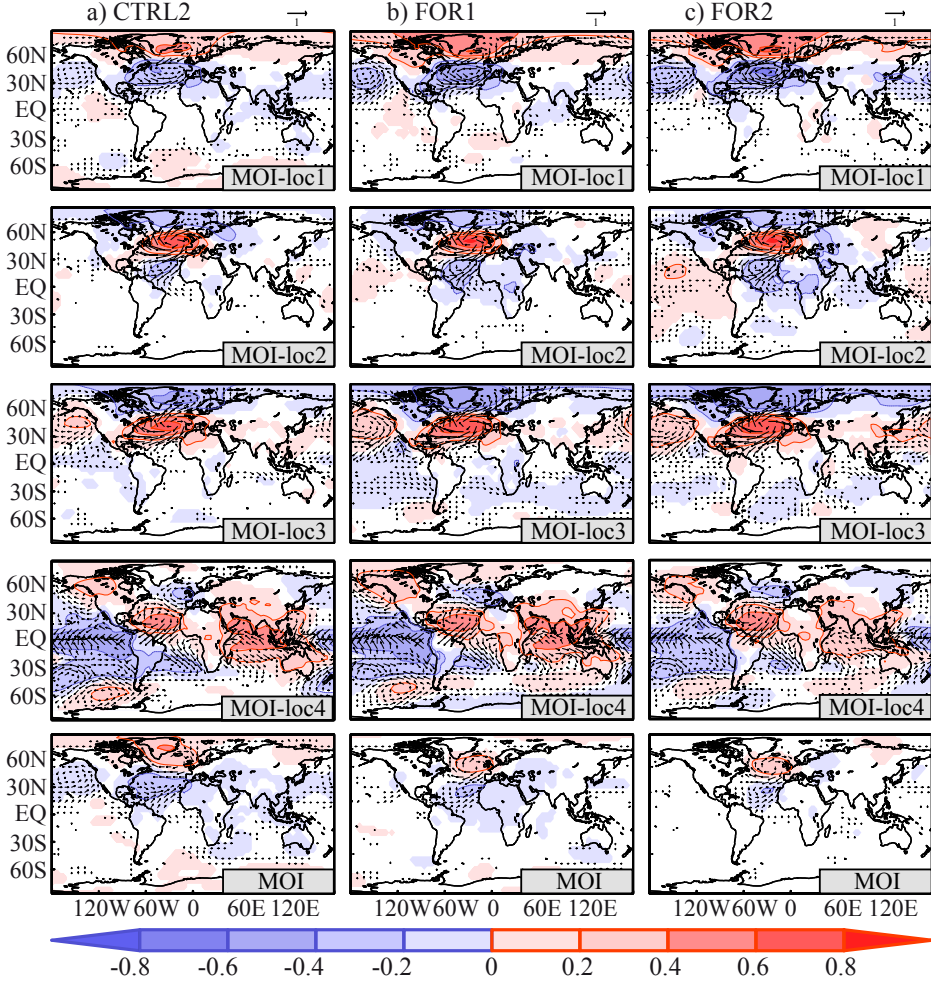 a) CTRL2 1 b) FOR1 1 c) FOR2 1
60N
30N
EQ
30S
60S
MOI-loc1 MOI-loc1 MOI-loc1
60N
30N
EQ
30S
60S
MOI-loc2 MOI-loc2 MOI-loc2
60N
30N
EQ
30S
60S
MOI-loc3 MOI-loc3 MOI-loc3
60N
30N
EQ
30S
60S
MOI-loc4 MOI-loc4 MOI-loc4
60N
30N
EQ
30S
60S
MOI MOI MOI
120W 60W 0 60E 120E 120W 60W 0 60E 120E 120W 60W 0 60E 120E
-0.8 -0.6 -0.4 -0.2 0 0.2 0.4 0.6 0.8